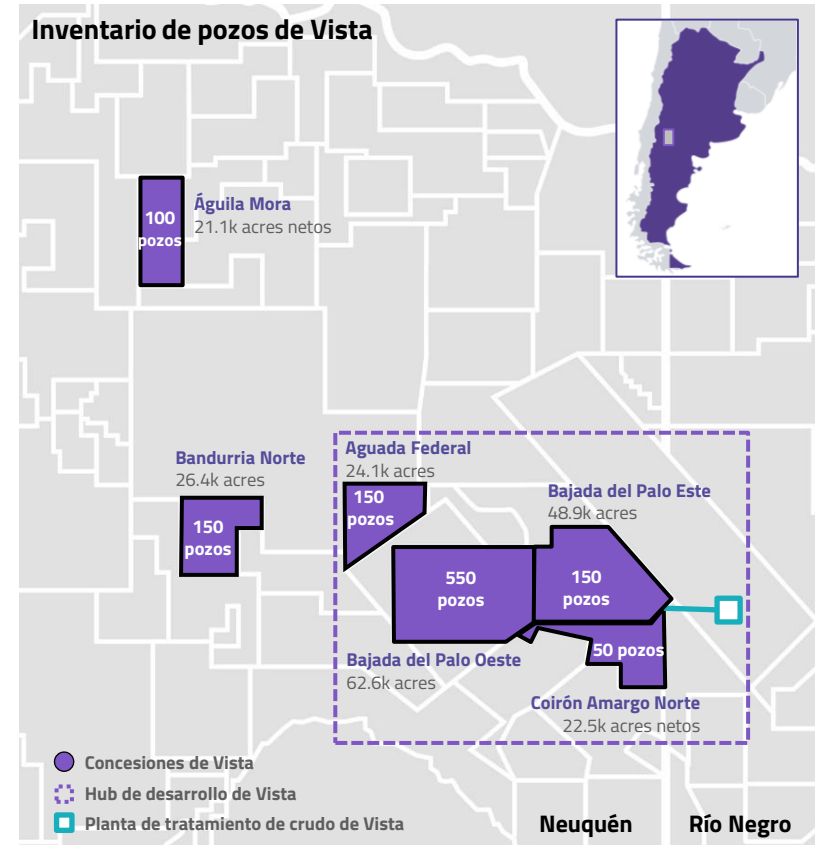 Inventario de pozos de Vista
100
pozos
Águila Mora
21.1k acres netos
Bandurria Norte
26.4k acres
150
pozos
Aguada Federal
24.1k acres
150
pozos
Bajada del Palo Este
48.9k acres
550
pozos
150
pozos
50 pozos
Bajada del Palo Oeste
62.6k acres
Coirón Amargo Norte
22.5k acres netos
Concesiones de Vista
Hub de desarrollo de Vista
Planta de tratamiento de crudo de Vista
Neuquén
Río Negro